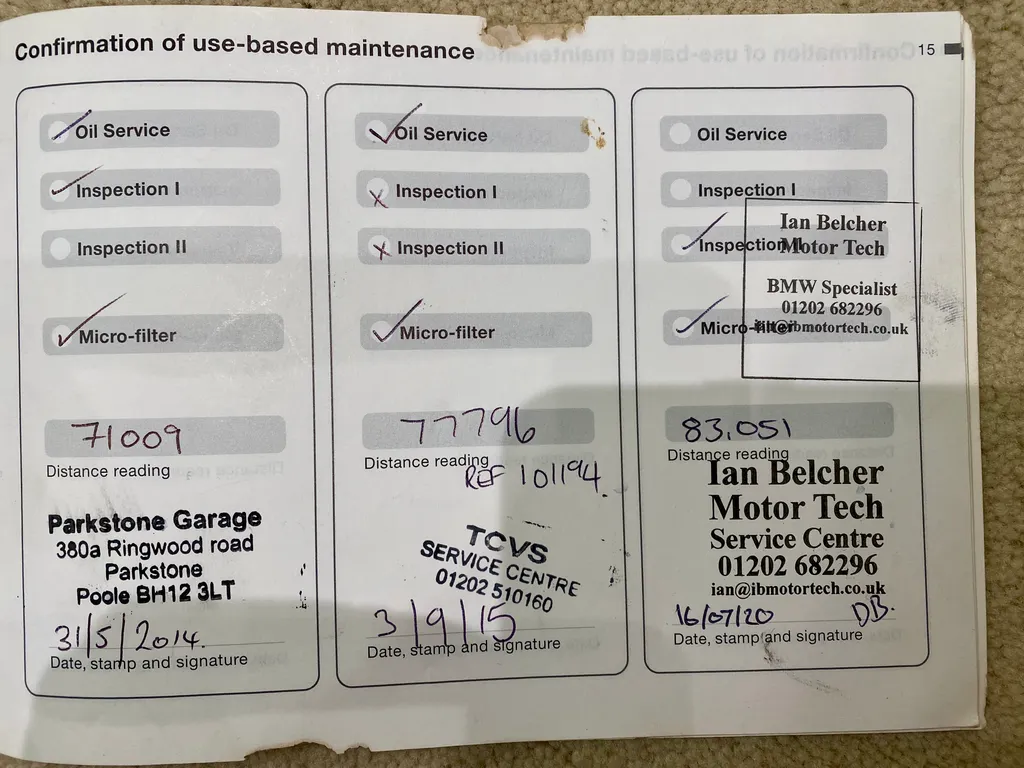 Confirmation of use-based maintenance
15
Oil Service
Inspection I
Inspection II
Micro-filter
71009
Distance reading
Parkstone Garage
380a Ringwood road
Parkstone
Poole BH12 3LT
31/5/2014.
Date, stamp and signature
Oil Service
Inspection I
Inspection II
Micro-filter
77796
Distance reading
REF 101194.
TCVS
SERVICE CENTRE
01202 510160
3/9/15
Date, stamp and signature
Oil Service
Inspection I
Inspection II
Micro-filter
Ian Belcher
Motor Tech
BMW Specialist
01202 682296
@ibmotortech.co.uk
83.051
Distance reading
Ian Belcher
Motor Tech
Service Centre
01202 682296
ian@ibmotortech.co.uk
16/07/20 DB.
Date, stamp and signature